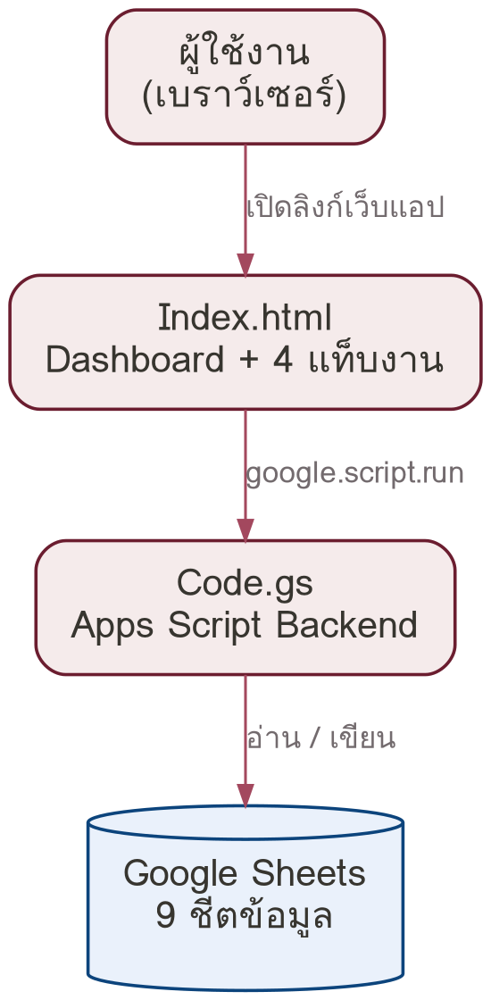 ผู้ใช้งาน
(เบราว์เซอร์)
เปิดลิงก์เว็บแอป
Index.html
Dashboard + 4 แท็บงาน
google.script.run
Code.gs
Apps Script Backend
อ่าน / เขียน
Google Sheets
9 ชีตข้อมูล